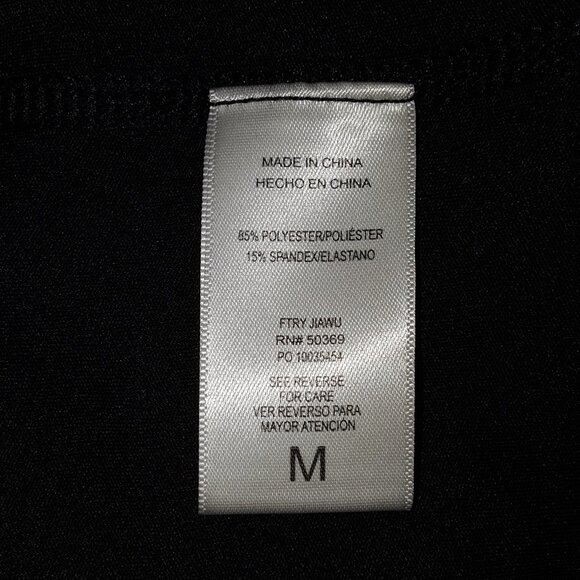 MADE IN CHINA
HECHO EN CHINA
85% POLYESTER/POLIÉSTER
15% SPANDEX/ELASTANO
FTRY JIAWU
RN# 50369
PO 10035454
SEE REVERSE
FOR CARE
VER REVERSO PARA
MAYOR ATENCIÓN
M